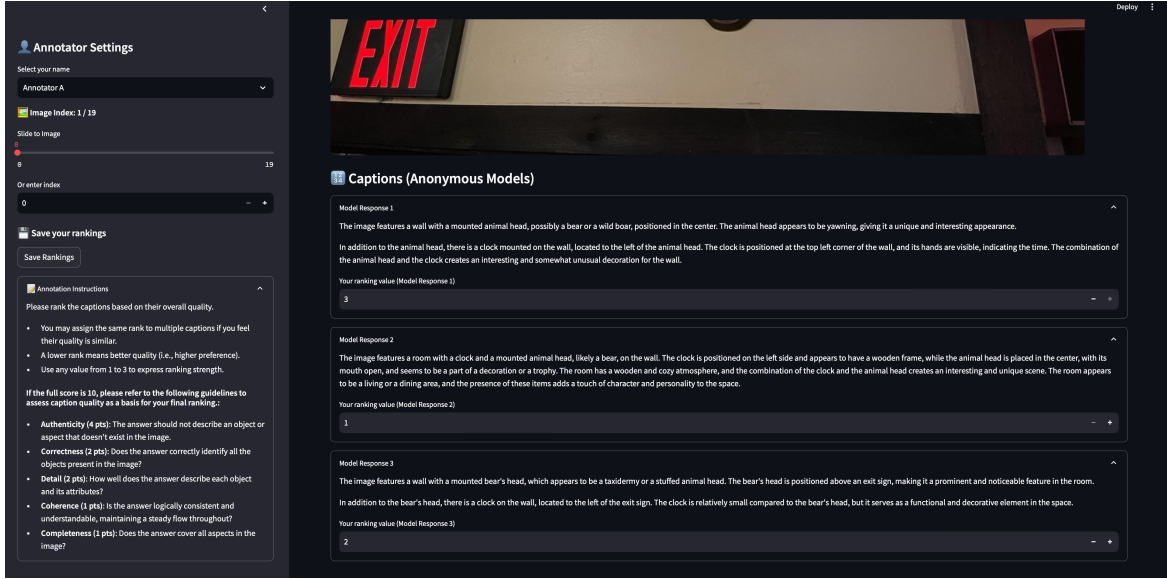 Deploy
👤 Annotator Settings
Select your name
Annotator A
🖼️ Image Index: 1 / 19
Slide to Image
0
0 19
Or enter index
0
💾 Save your rankings
Save Rankings
📝 Annotation Instructions
Please rank the captions based on their overall quality.
• You may assign the same rank to multiple captions if you feel
their quality is similar.
• A lower rank means better quality (i.e., higher preference).
• Use any value from 1 to 3 to express ranking strength.
If the full score is 10, please refer to the following guidelines to
assess caption quality as a basis for your final ranking.:
• Authenticity (4 pts): The answer should not describe an object or
aspect that doesn't exist in the image.
• Correctness (2 pts): Does the answer correctly identify all the
objects present in the image?
• Detail (2 pts): How well does the answer describe each object
and its attributes?
• Coherence (1 pts): Is the answer logically consistent and
understandable, maintaining a steady flow throughout?
• Completeness (1 pts): Does the answer cover all aspects in the
image?
EXIT
🔢 Captions (Anonymous Models)
Model Response 1
The image features a wall with a mounted animal head, possibly a bear or a wild boar, positioned in the center. The animal head appears to be yawning, giving it a unique and interesting appearance.
In addition to the animal head, there is a clock mounted on the wall, located to the left of the animal head. The clock is positioned at the top left corner of the wall, and its hands are visible, indicating the time. The combination of
the animal head and the clock creates an interesting and somewhat unusual decoration for the wall.
Your ranking value (Model Response 1)
3
Model Response 2
The image features a room with a clock and a mounted animal head, likely a bear, on the wall. The clock is positioned on the left side and appears to have a wooden frame, while the animal head is placed in the center, with its
mouth open, and seems to be a part of a decoration or a trophy. The room has a wooden and cozy atmosphere, and the combination of the clock and the animal head creates an interesting and unique scene. The room appears
to be a living or a dining area, and the presence of these items adds a touch of character and personality to the space.
Your ranking value (Model Response 2)
1
Model Response 3
The image features a wall with a mounted bear's head, which appears to be a taxidermy or a stuffed animal head. The bear's head is positioned above an exit sign, making it a prominent and noticeable feature in the room.
In addition to the bear's head, there is a clock on the wall, located to the left of the exit sign. The clock is relatively small compared to the bear's head, but it serves as a functional and decorative element in the space.
Your ranking value (Model Response 3)
2